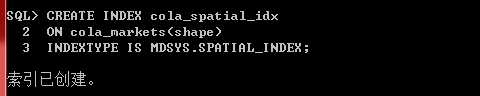 SQL> CREATE INDEX cola_spatial_idx
2 ON cola_markets(shape)
3 INDEXTYPE IS MDSYS.SPATIAL_INDEX;
索引已创建。